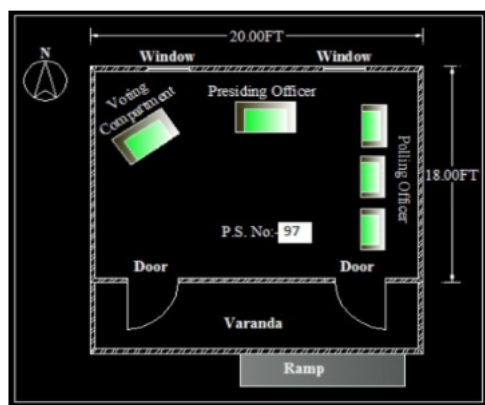 20.00FT
N
Window
Window
Voting
Compartment
Presiding Officer
Polling Officer
18.00FT
P.S. No:- 97
Door
Door
Varanda
Ramp